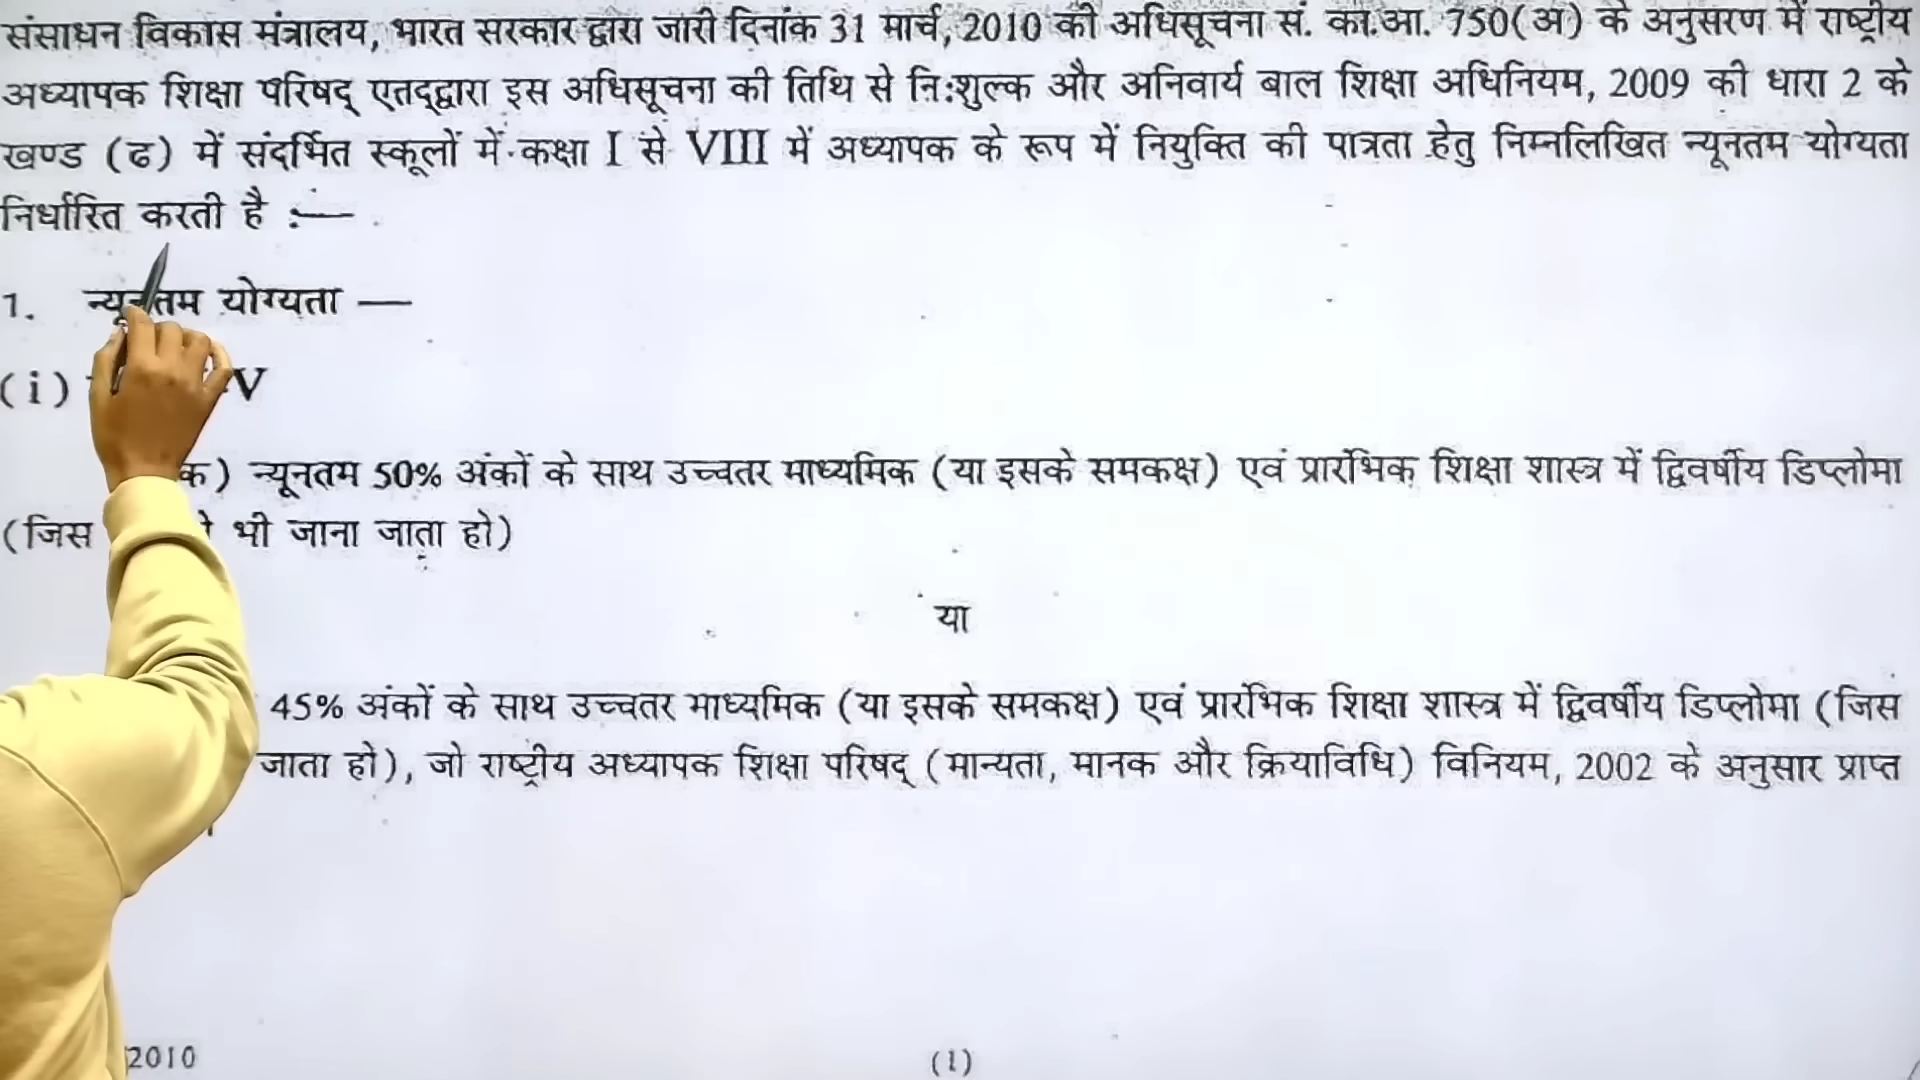 संसाधन विकास मंत्रालय, भारत सरकार द्वारा जारी दिनांक 31 मार्च, 2010 की अधिसूचना सं. का.आ. 750(अ) के अनुसरण में राष्ट्रीय
अध्यापक शिक्षा परिषद् एतद्द्वारा इस अधिसूचना की तिथि से नि:शुल्क और अनिवार्य बाल शिक्षा अधिनियम, 2009 की धारा 2 के
खण्ड (ढ) में संदर्भित स्कूलों में कक्षा I से VIII में अध्यापक के रूप में नियुक्ति की पात्रता हेतु निम्नलिखित न्यूनतम योग्यता
निर्धारित करती है :—
1. न्यूनतम योग्यता —
(i) V
क) न्यूनतम 50% अंकों के साथ उच्चतर माध्यमिक (या इसके समकक्ष) एवं प्रारंभिक शिक्षा शास्त्र में द्विवर्षीय डिप्लोमा
(जिस भी जाना जाता हो)
या
45% अंकों के साथ उच्चतर माध्यमिक (या इसके समकक्ष) एवं प्रारंभिक शिक्षा शास्त्र में द्विवर्षीय डिप्लोमा (जिस
जाता हो), जो राष्ट्रीय अध्यापक शिक्षा परिषद् (मान्यता, मानक और क्रियाविधि) विनियम, 2002 के अनुसार प्राप्त
2010 (1)